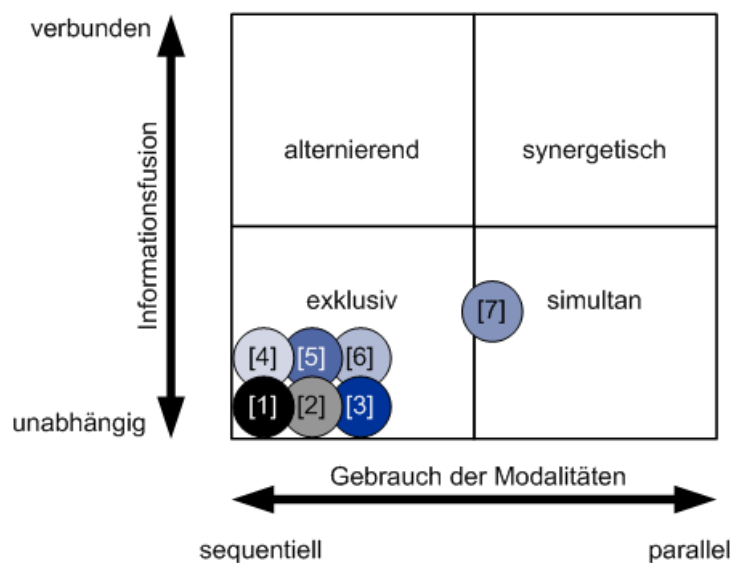 verbunden
Informationsfusion
alternierend
synergetisch
exklusiv
simultan
[7]
[4]
[5]
[6]
[1]
[2]
[3]
unabhängig
Gebrauch der Modalitäten
sequentiell
parallel